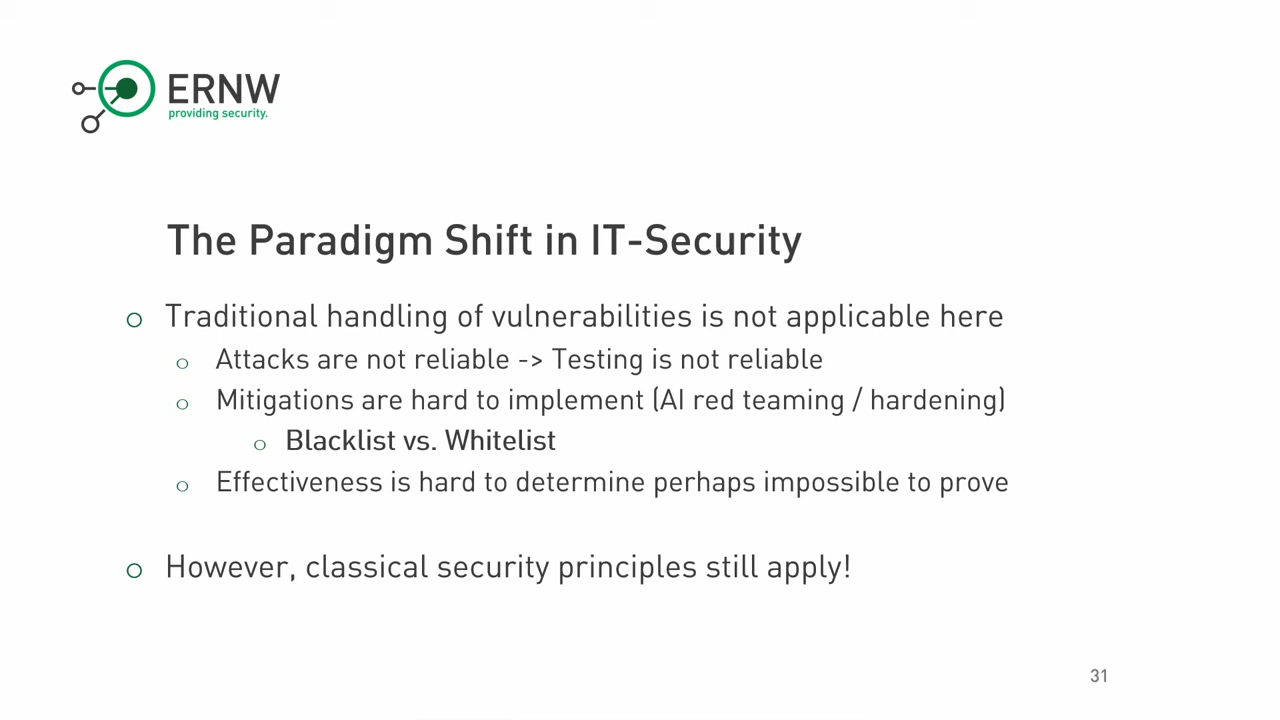 ERNW
providing security.
The Paradigm Shift in IT-Security
o Traditional handling of vulnerabilities is not applicable here
o Attacks are not reliable -> Testing is not reliable
o Mitigations are hard to implement (AI red teaming / hardening)
o Blacklist vs. Whitelist
o Effectiveness is hard to determine perhaps impossible to prove
o However, classical security principles still apply!
31